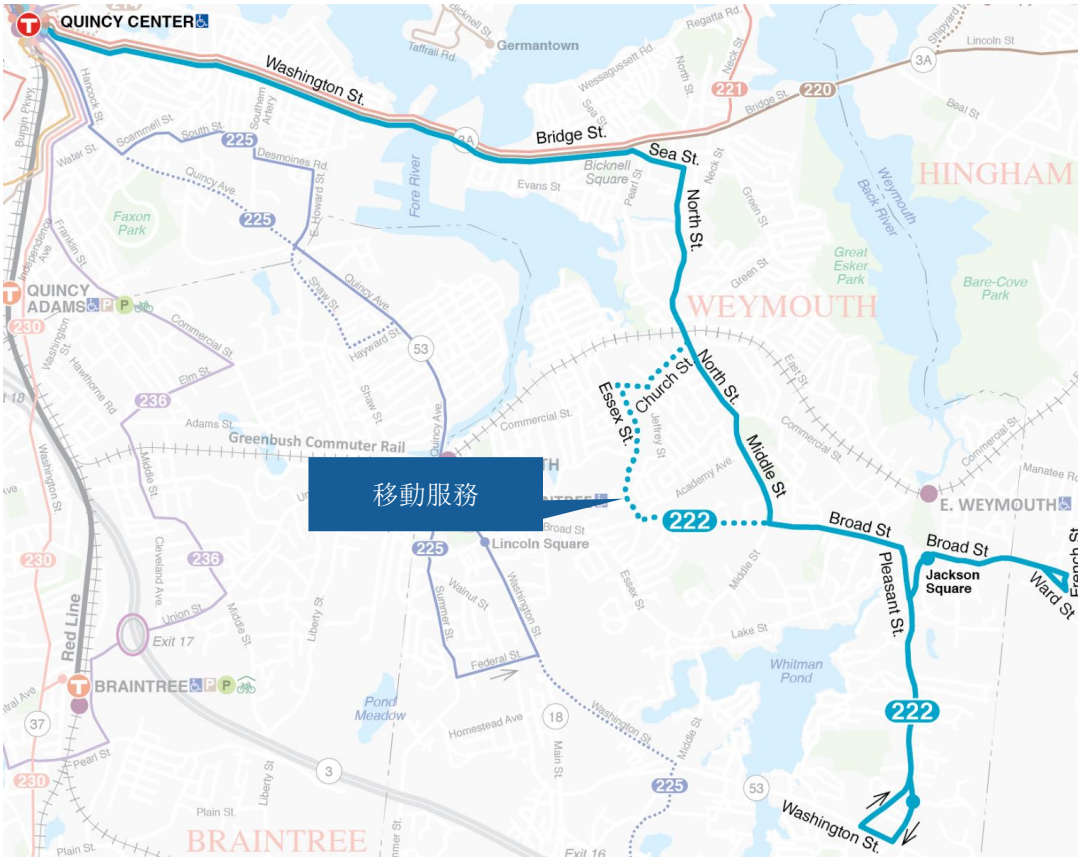 QUINCY CENTER
Washington St.
Germantown
Bicknell St
Taffrail Rd.
Wessagussett Rd.
Regatta Rd.
Neck St
North St.
Sea St.
221
220
3A
Shipyard
Lincoln St
Beal St
Bridge St.
3A
Bridge St.
Bicknell
Square
Sea St.
Pearl St
Neck St
Evans St
Green St
Green St
HINGHAM
Weymouth
Back River
Great
Esker
Park
Bare-Cove
Park
WEYMOUTH
Burgin Pkwy
Hancock St
Water St.
Scammell St
South St.
225
Southern
Artery
Desmoines Rd.
E. Howard St.
Quincy Ave.
225
Fore River
Faxon
Park
Independence
Ave
Franklin St
QUINCY
ADAMS
P
P
230
Washington
St.
Hawthorne Rd
Commercial St.
Elm St.
236
Shaw St.
Hayward St.
Quincy Ave.
53
Shaw St
Adams St
Greenbush Commuter Rail
Quincy Ave
Middle St.
Washington St.
Commercial St.
Essex St.
Church St
Jeffrey St
Academy Ave.
North St.
Middle St
East St.
Commercial St.
Commercial St.
Manatee Rd.
E. WEYMOUTH
移動服務
222
Broad St
Broad St
Broad St
Pleasant St.
Jackson
Square
Ward St
French St.
Lincoln Square
225
Summer St
Walnut St
Washington St.
Federal St.
Essex St
Middle St
Lake St
Whitman
Pond
222
Washington St.
Red Line
230
Cleveland Ave.
236
Union St.
Middle St.
Exit 17
Liberty St.
BRAINTREE
P
P
37
Pearl St
230
Pond
Meadow
Homestead Ave
18
Main St.
Washington St.
Middle St
225
53
3
Liberty St
Plain St.
Plain St.
BRAINTREE
Exit 16